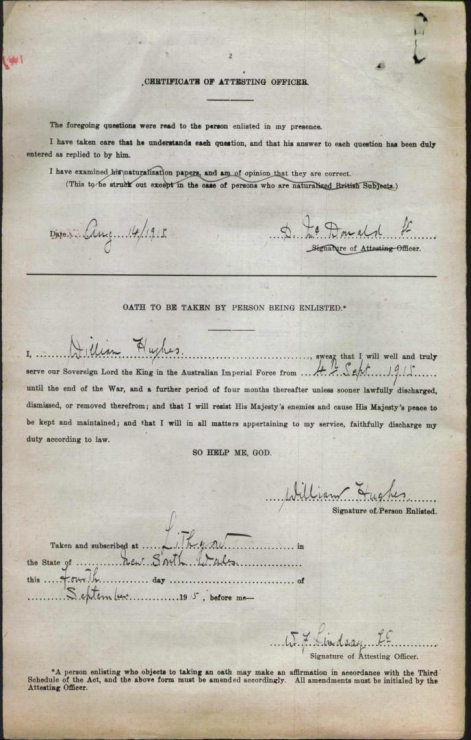 2
CERTIFICATE OF ATTESTING OFFICER.
The foregoing questions were read to the person enlisted in my presence.
I have taken care that he understands each question, and that his answer to each question has been duly
entered as replied to by him.
I have examined his naturalization papers, and am of opinion that they are correct.
(This to be struck out except in the case of persons who are naturalized British Subjects.)
Date Aug 14/1915 D. McDonald Lt
Signature of Attesting Officer.
OATH TO BE TAKEN BY PERSON BEING ENLISTED.*
I, William Hughes, swear that I will well and truly
serve our Sovereign Lord the King in the Australian Imperial Force from 4th Sept 1915
until the end of the War, and a further period of four months thereafter unless sooner lawfully discharged,
dismissed, or removed therefrom; and that I will resist His Majesty's enemies and cause His Majesty's peace to
be kept and maintained; and that I will in all matters appertaining to my service, faithfully discharge my
duty according to law.
SO HELP ME, GOD.
William Hughes
Signature of Person Enlisted.
Taken and subscribed at Lithgow in
the State of New South Wales
this Fourth day of
September 1915, before me—
W. J. Lindsay Lt
Signature of Attesting Officer.
*A person enlisting who objects to taking an oath may make an affirmation in accordance with the Third
Schedule of the Act, and the above form must be amended accordingly. All amendments must be initialed by the
Attesting Officer.